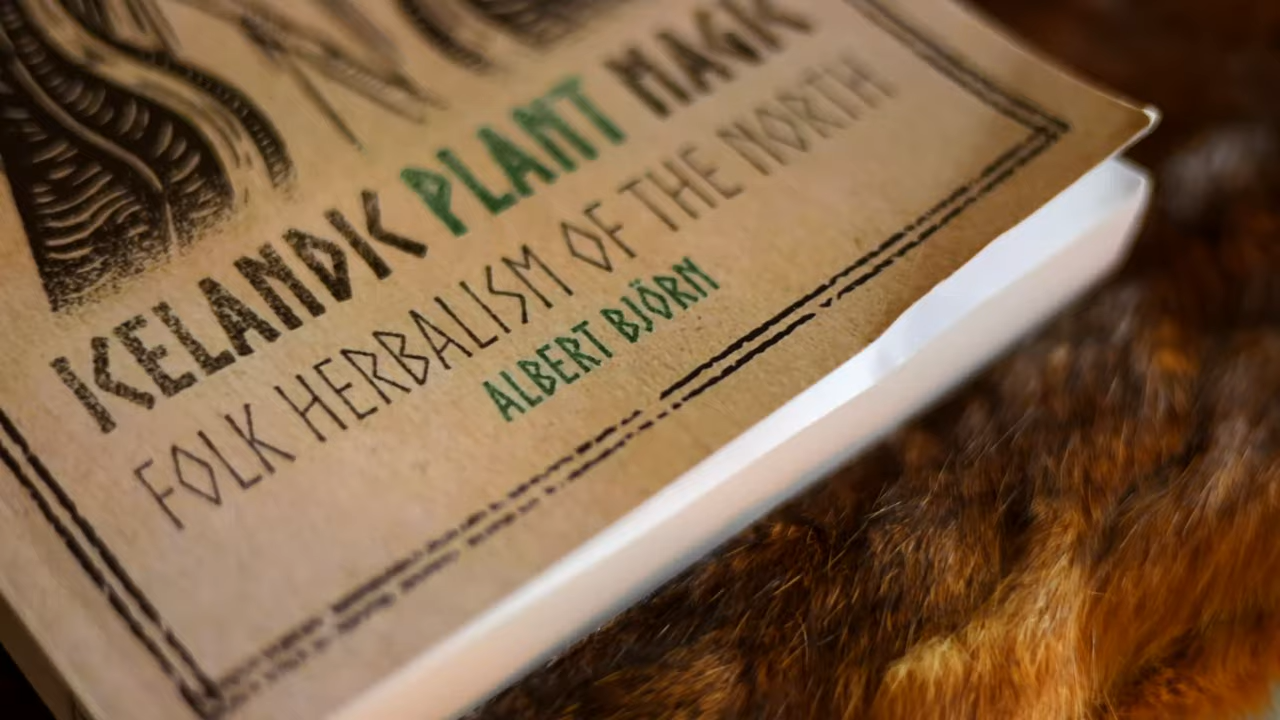 ICELANDIC PLANT MAGIC
FOLK HERBALISM OF THE NORTH
ALBERT BJÖRN